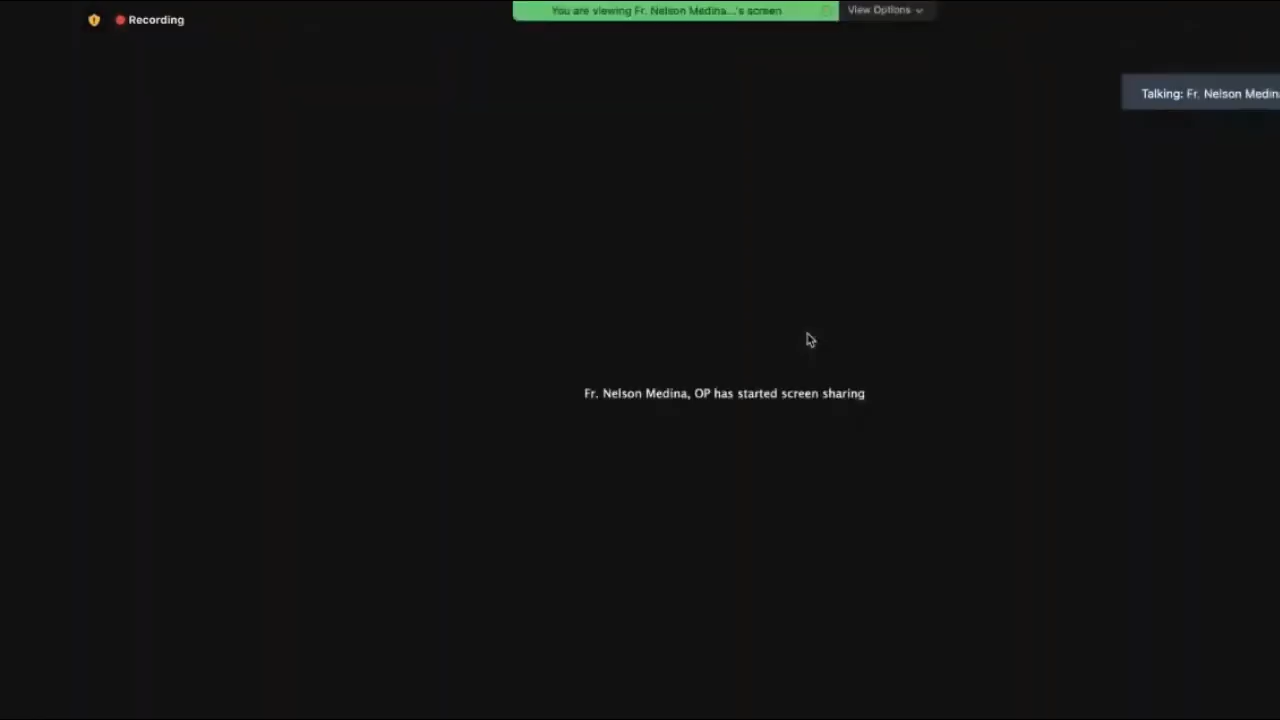 Recording
You are viewing Fr. Nelson Medina...'s screen
View Options
Talking: Fr. Nelson Medin
Fr. Nelson Medina, OP has started screen sharing